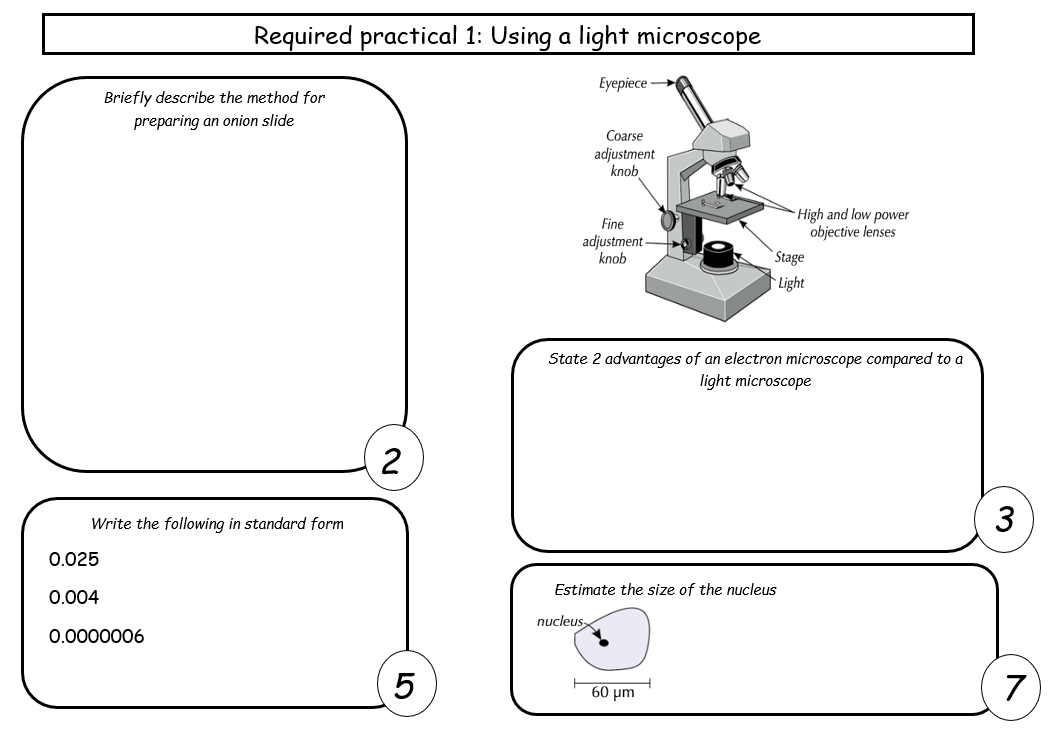 Required practical 1: Using a light microscope
Briefly describe the method for
preparing an onion slide
2
Eyepiece
Coarse
adjustment
knob
Fine
adjustment
knob
High and low power
objective lenses
Stage
Light
State 2 advantages of an electron microscope compared to a
light microscope
3
Write the following in standard form
0.025
0.004
0.0000006
5
Estimate the size of the nucleus
nucleus
60 µm
7